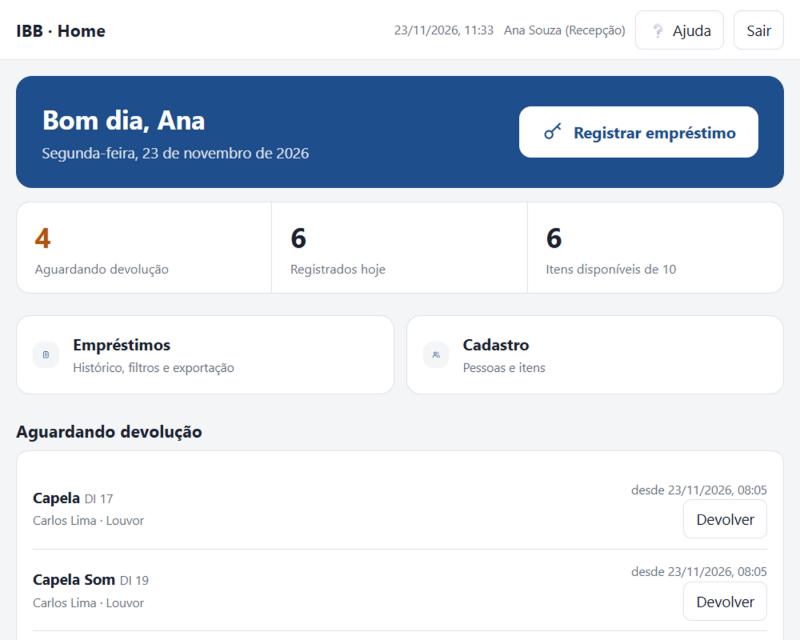 IBB · Home
23/11/2026, 11:33 Ana Souza (Recepção) ❔ Ajuda Sair
Bom dia, Ana
Segunda-feira, 23 de novembro de 2026
Registrar empréstimo
4
Aguardando devolução
6
Registrados hoje
6
Itens disponíveis de 10
Empréstimos
Histórico, filtros e exportação
Cadastro
Pessoas e itens
Aguardando devolução
Capela DI 17
Carlos Lima · Louvor
desde 23/11/2026, 08:05
Devolver
Capela Som DI 19
Carlos Lima · Louvor
desde 23/11/2026, 08:05
Devolver